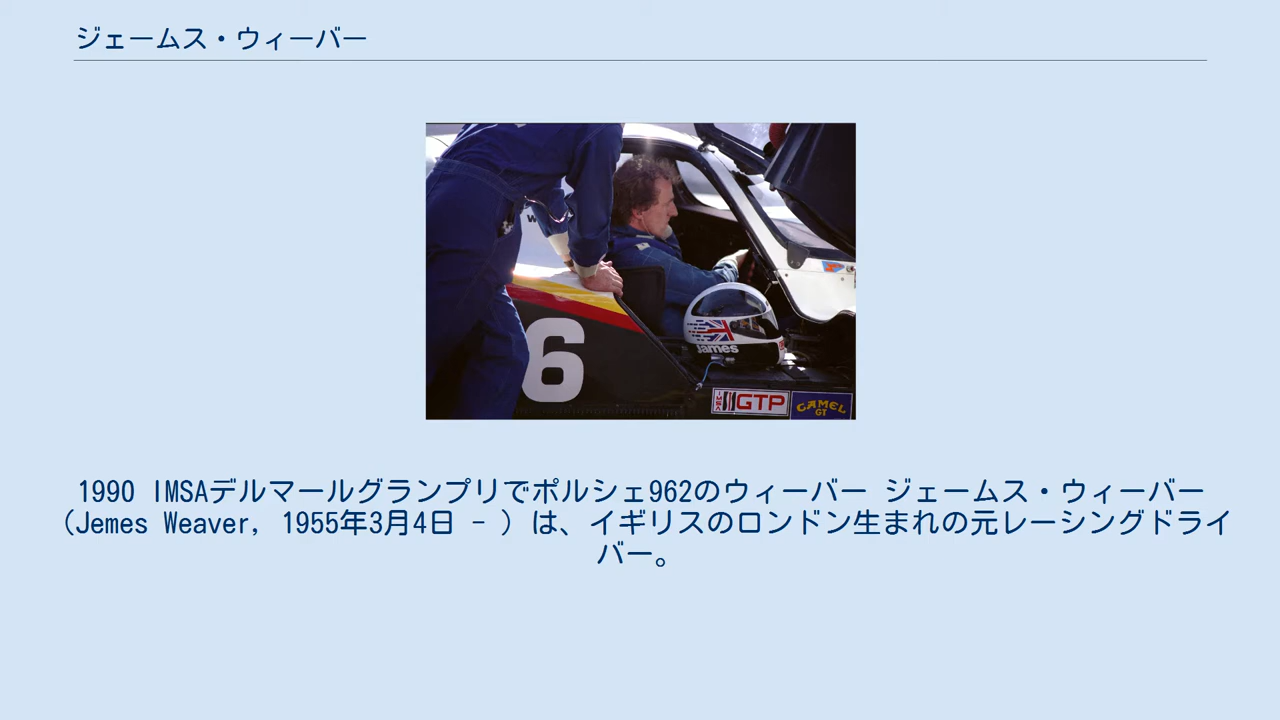 ジェームス・ウィーバー
W
6
James
IMSA GTP
CAMEL
GT
1990 IMSAデルマールグランプリでポルシェ962のウィーバー ジェームス・ウィーバー
（Jemes Weaver, 1955年3月4日 - ）は、イギリスのロンドン生まれの元レーシングドライ
バー。